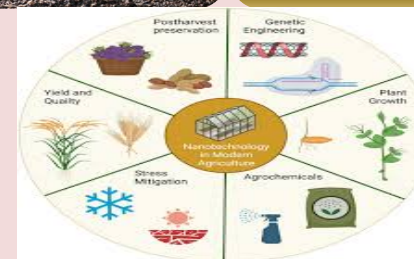 Postharvest
preservation
Genetic
Engineering
Yield and
Quality
Plant
Growth
Nanotechnology
in Modern
Agriculture
Stress
Mitigation
Agrochemicals